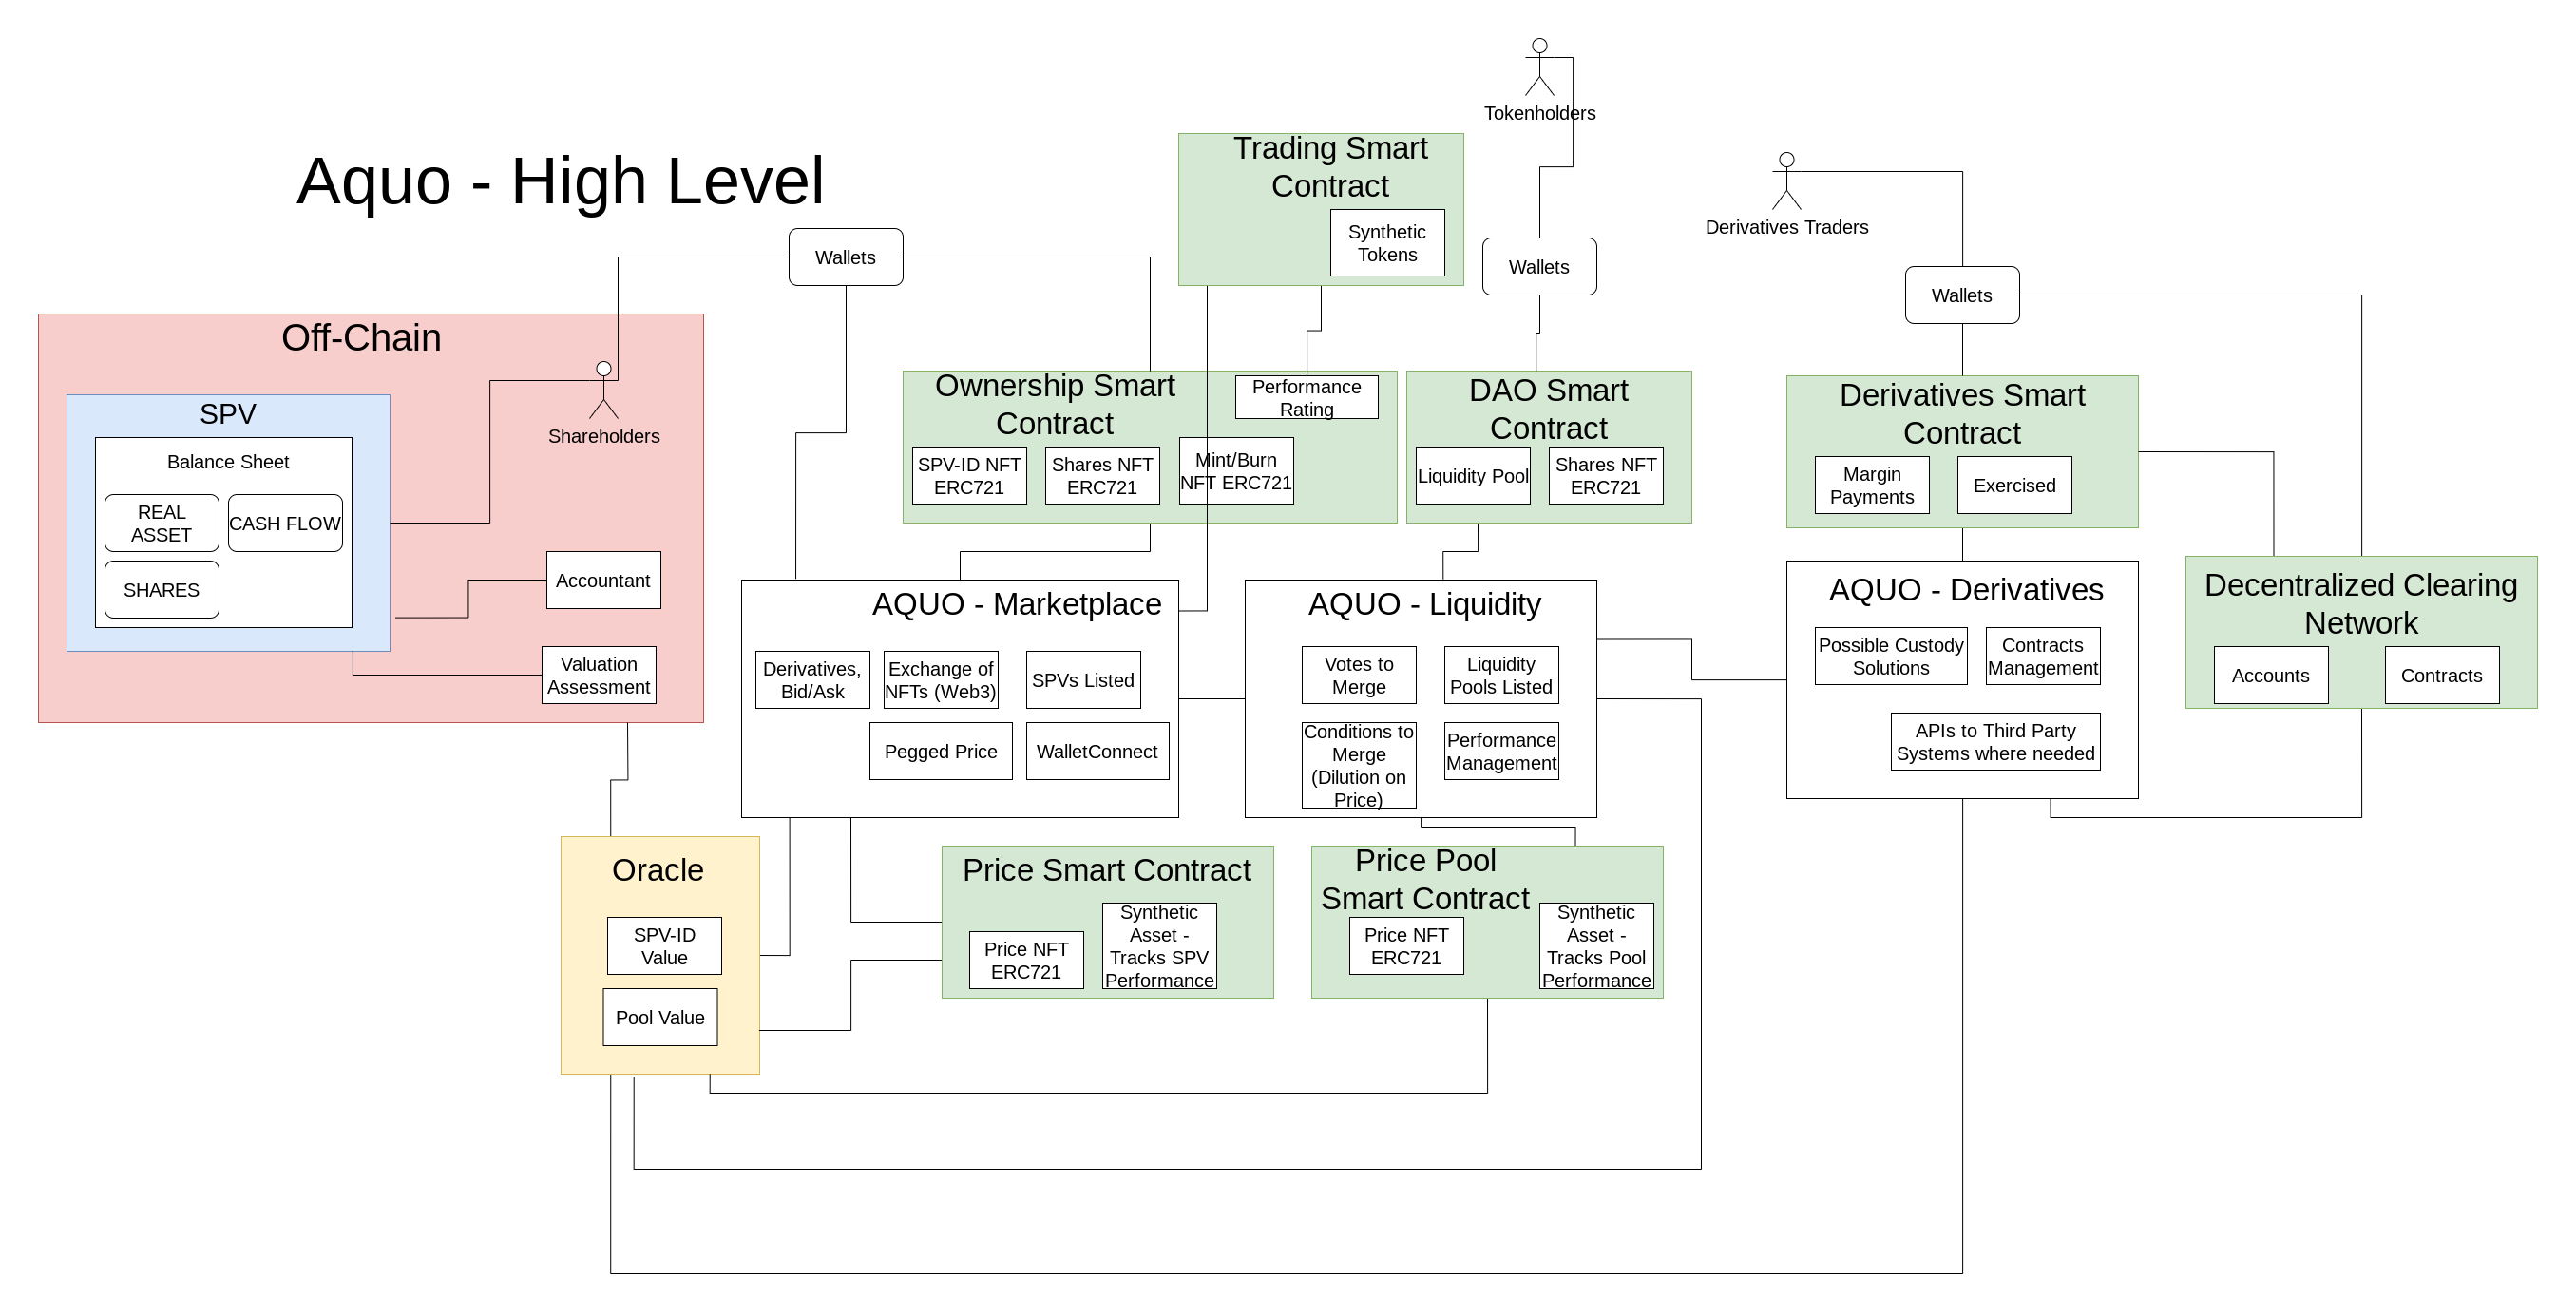 Aquo - High Level
Tokenholders
Wallets
Derivatives Traders
Wallets
Wallets
Trading Smart
Contract
Synthetic
Tokens
Off-Chain
SPV
Balance Sheet
REAL
ASSET
CASH FLOW
SHARES
Shareholders
Accountant
Valuation
Assessment
Ownership Smart
Contract
Performance
Rating
SPV-ID NFT
ERC721
Shares NFT
ERC721
Mint/Burn
NFT ERC721
DAO Smart
Contract
Liquidity Pool
Shares NFT
ERC721
Derivatives Smart
Contract
Margin
Payments
Exercised
Decentralized Clearing
Network
Accounts
Contracts
AQUO - Marketplace
Derivatives,
Bid/Ask
Exchange of
NFTs (Web3)
SPVs Listed
Pegged Price
WalletConnect
AQUO - Liquidity
Votes to
Merge
Liquidity
Pools Listed
Conditions to
Merge
(Dilution on
Price)
Performance
Management
AQUO - Derivatives
Possible Custody
Solutions
Contracts
Management
APIs to Third Party
Systems where needed
Oracle
SPV-ID
Value
Pool Value
Price Smart Contract
Price NFT
ERC721
Synthetic
Asset -
Tracks SPV
Performance
Price Pool
Smart Contract
Price NFT
ERC721
Synthetic
Asset -
Tracks Pool
Performance